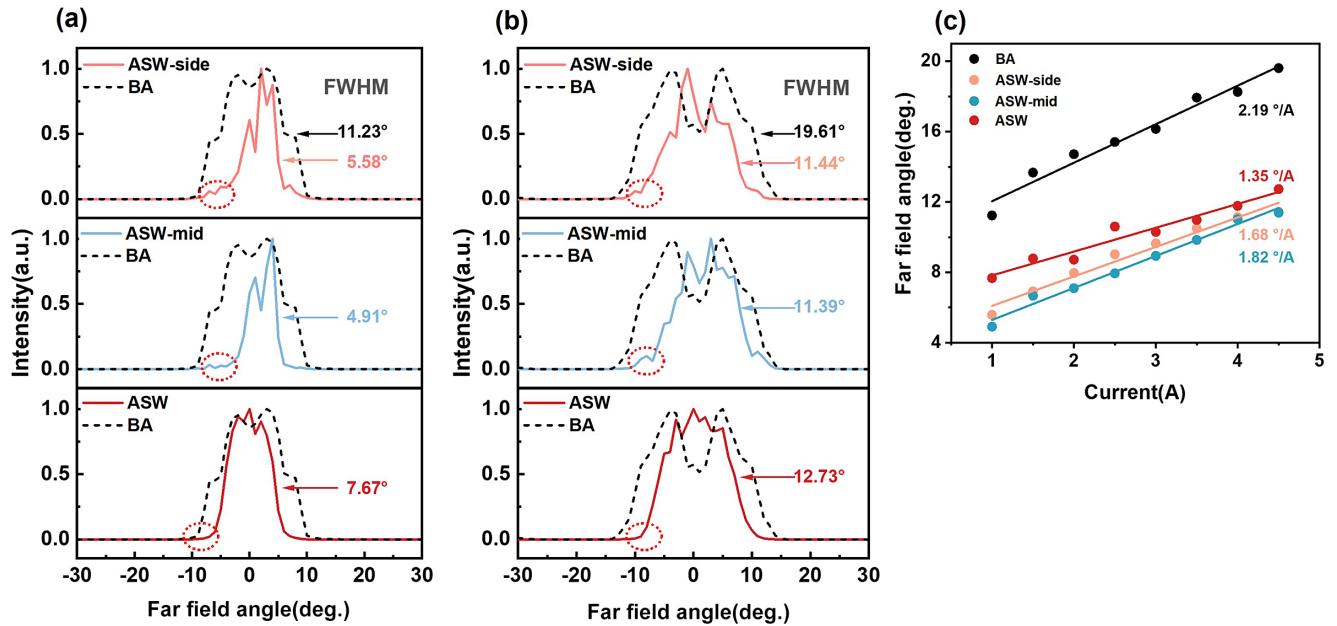 (a)
ASW-side
BA
FWHM
11.23°
5.58°
1.0
0.5
0.0
ASW-mid
BA
4.91°
1.0
0.5
0.0
ASW
BA
7.67°
1.0
0.5
0.0
Intensity(a.u.)
-30 -20 -10 0 10 20 30
Far field angle(deg.)
(b)
ASW-side
BA
FWHM
19.61°
11.44°
1.0
0.5
0.0
ASW-mid
BA
11.39°
1.0
0.5
0.0
ASW
BA
12.73°
1.0
0.5
0.0
Intensity(a.u.)
-30 -20 -10 0 10 20 30
Far field angle(deg.)
(c)
BA
ASW-side
ASW-mid
ASW
2.19 °/A
1.35 °/A
1.68 °/A
1.82 °/A
20
16
12
8
4
Far field angle(deg.)
1 2 3 4 5
Current(A)